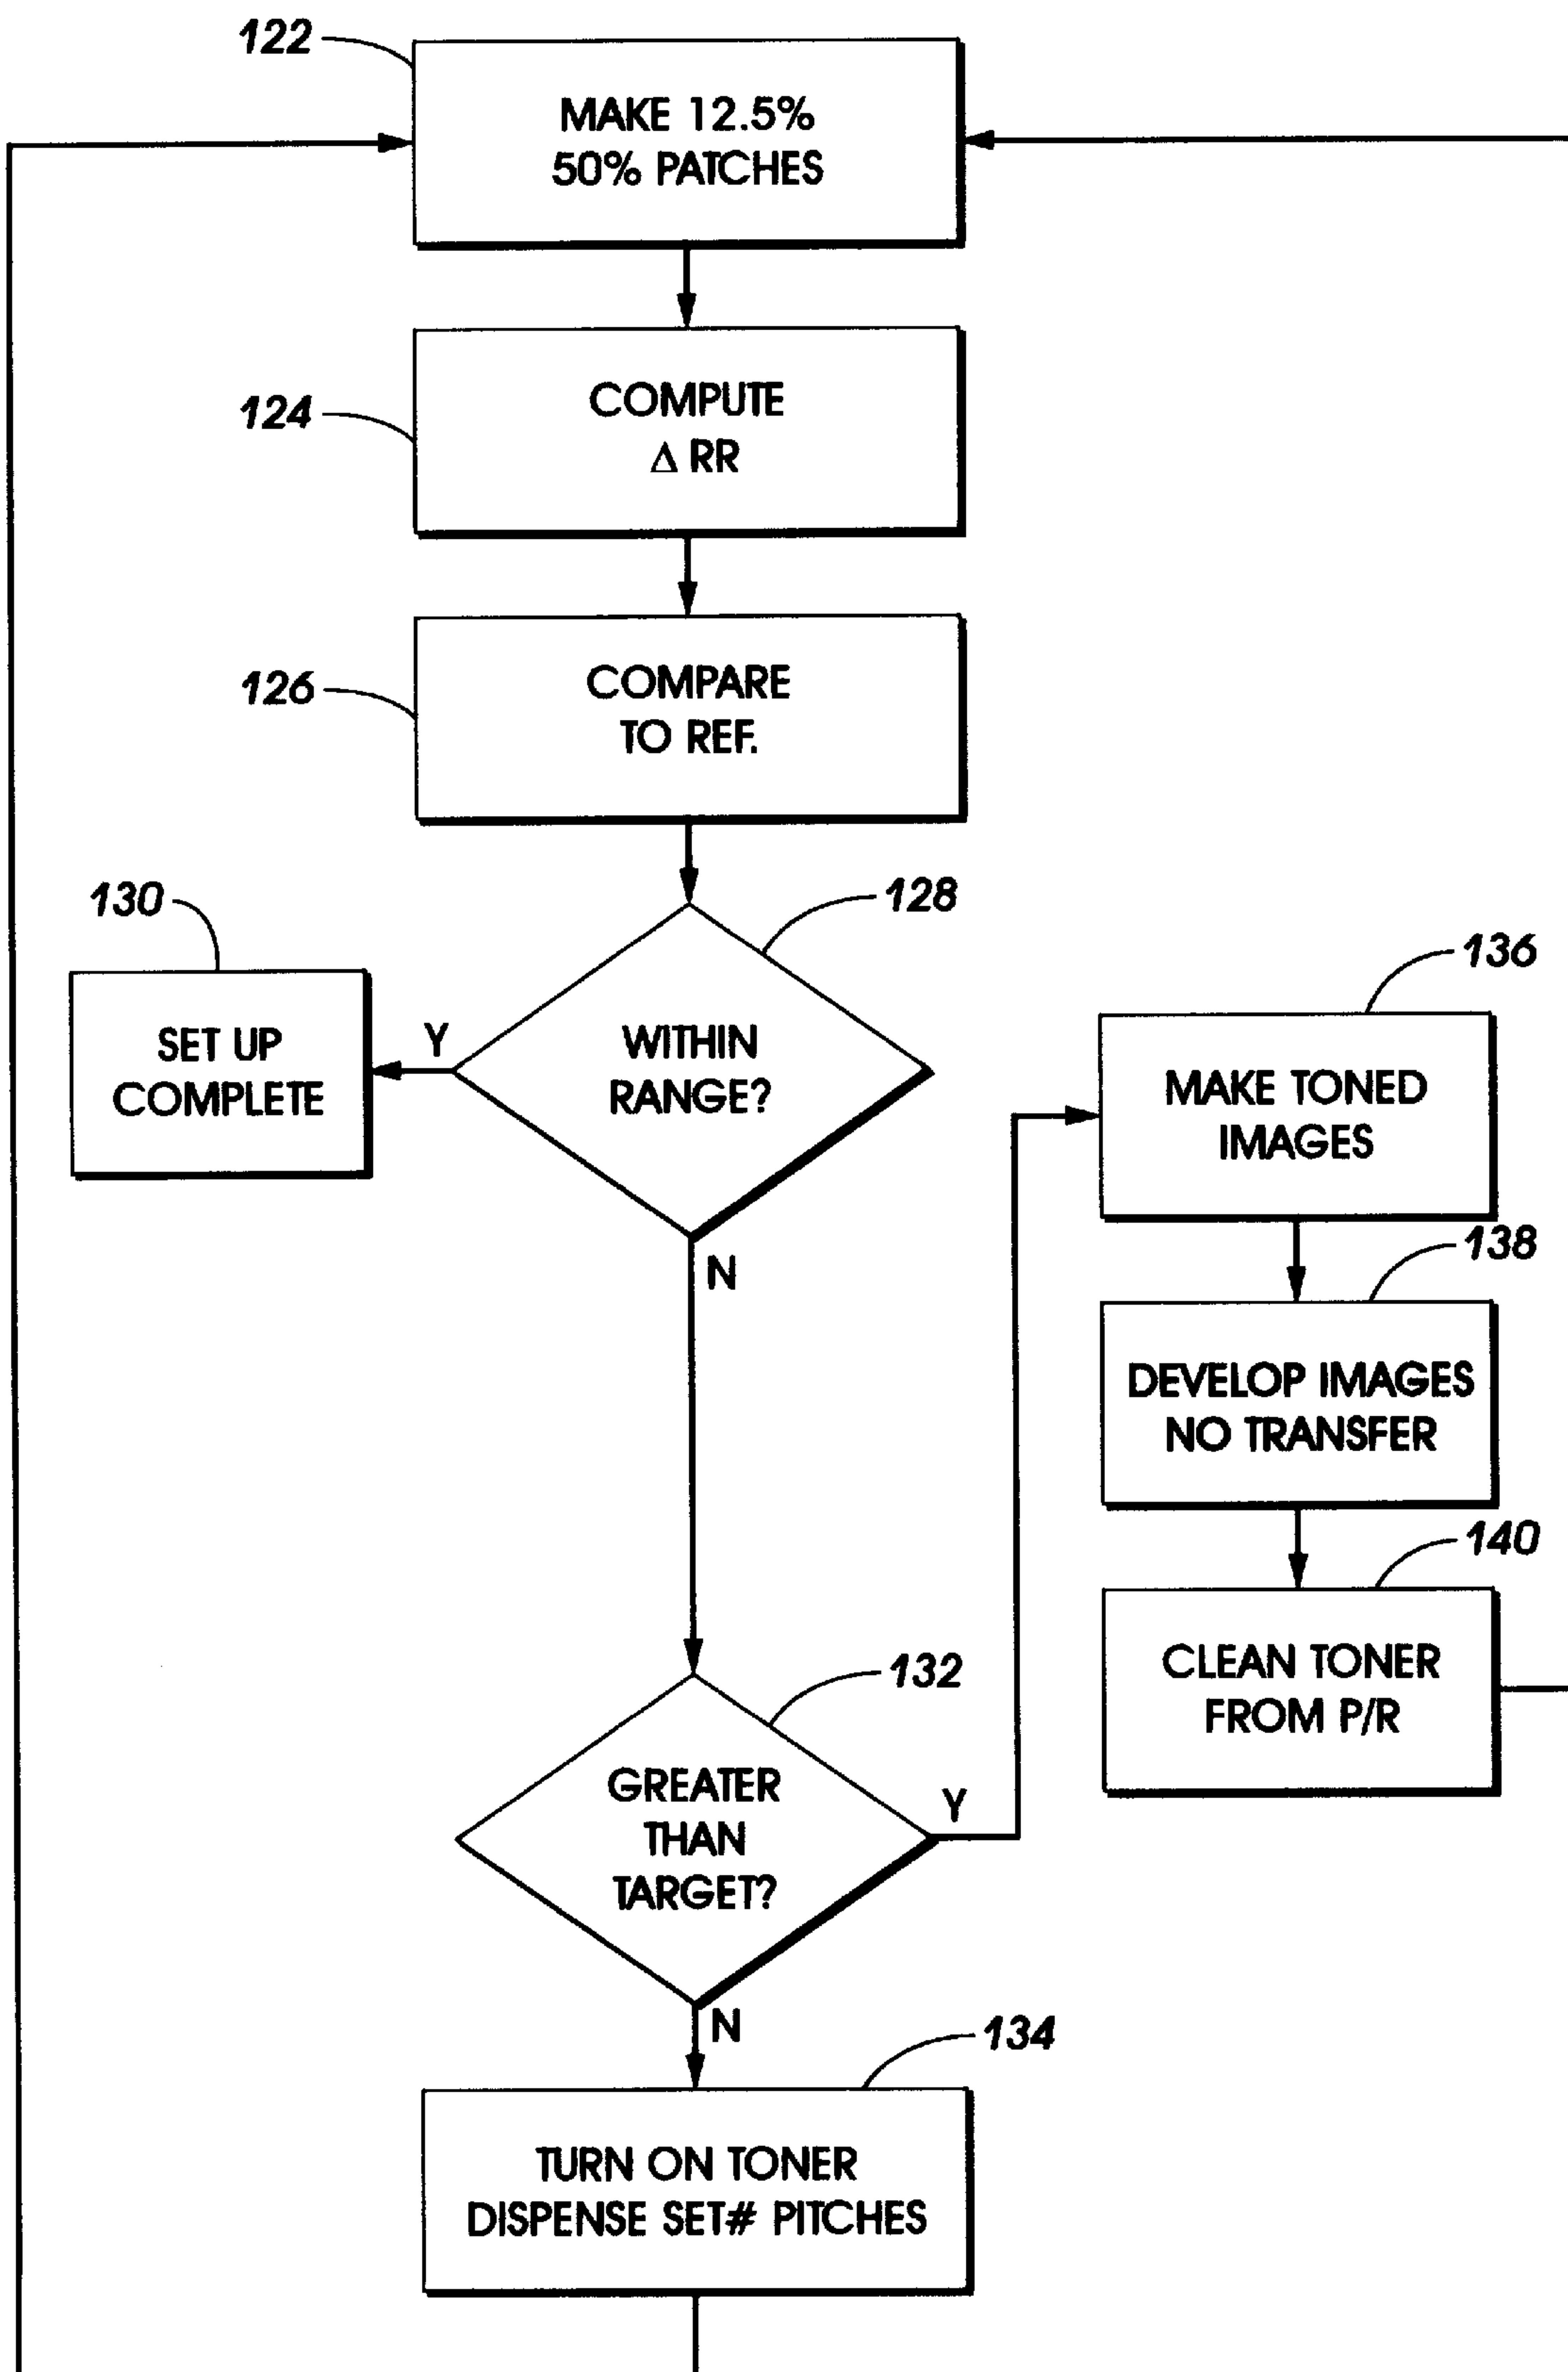 122
MAKE 12.5%
50% PATCHES
124
COMPUTE
Δ RR
126
COMPARE
TO REF.
128
130
WITHIN
RANGE?
Y
SET UP
COMPLETE
N
136
MAKE TONED
IMAGES
138
DEVELOP IMAGES
NO TRANSFER
140
CLEAN TONER
FROM P/R
132
GREATER
THAN
TARGET?
Y
N
134
TURN ON TONER
DISPENSE SET# PITCHES